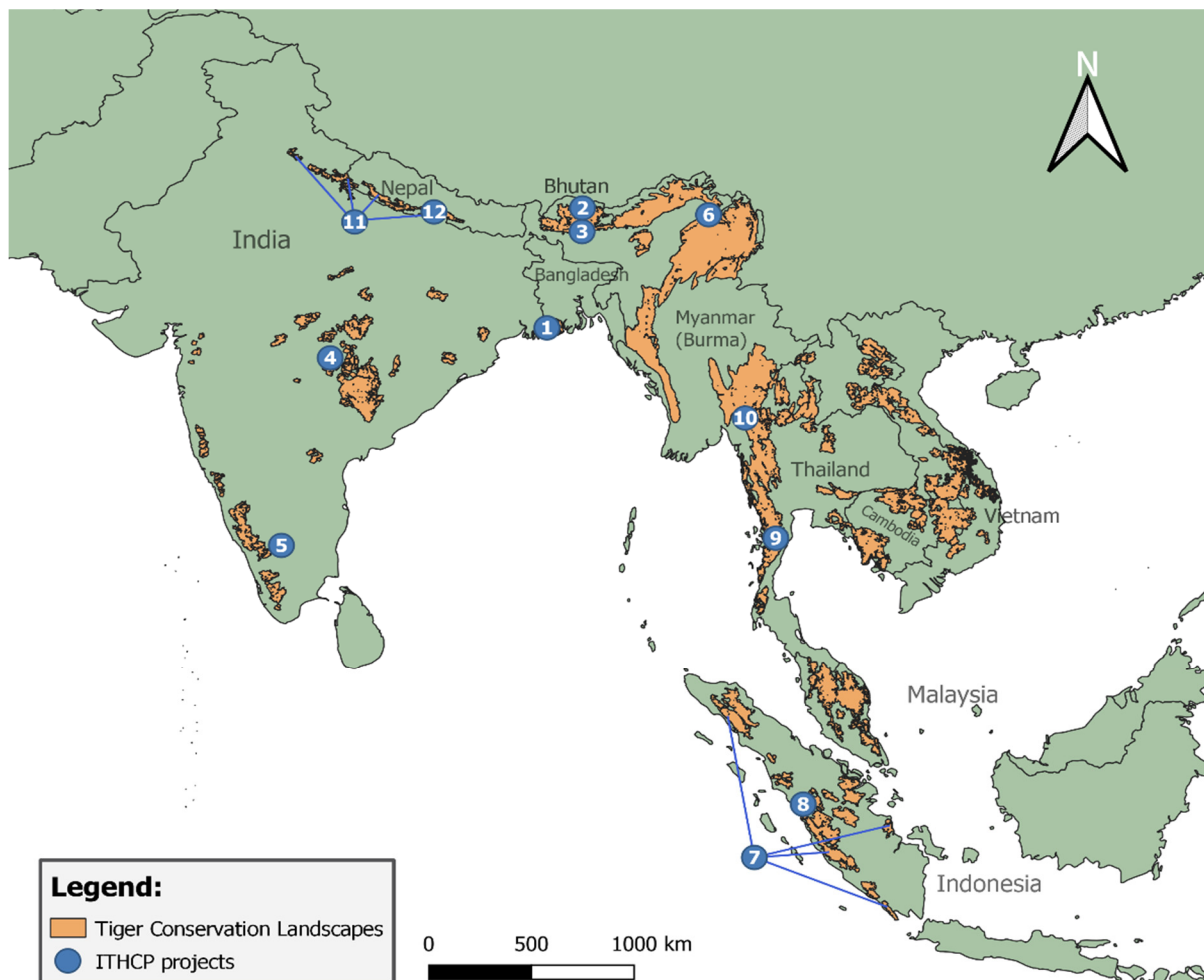 N
Nepal
Bhutan
11
12
2
3
6
India
Bangladesh
1
Myanmar
(Burma)
4
10
Thailand
Cambodia
Vietnam
5
9
Malaysia
8
7
Indonesia
Legend:
Tiger Conservation Landscapes
ITHCP projects
0 500 1000 km